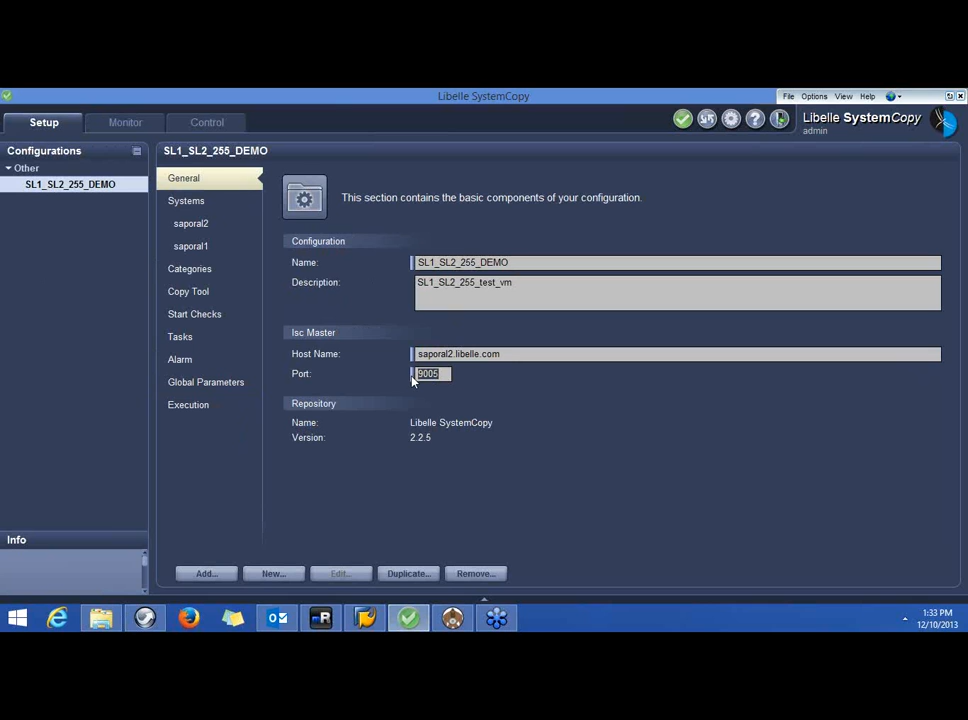 Libelle SystemCopy
File Options View Help
Setup Monitor Control
Libelle SystemCopy
admin
Configurations
Other
SL1_SL2_255_DEMO
SL1_SL2_255_DEMO
General
Systems
saporal2
saporal1
Categories
Copy Tool
Start Checks
Tasks
Alarm
Global Parameters
Execution
This section contains the basic components of your configuration.
Configuration
Name: SL1_SL2_255_DEMO
Description: SL1_SL2_255_test_vm
lsc Master
Host Name: saporal2.libelle.com
Port: 9005
Repository
Name: Libelle SystemCopy
Version: 2.2.5
Info
Add... New... Edit... Duplicate... Remove...
1:33 PM
12/10/2013